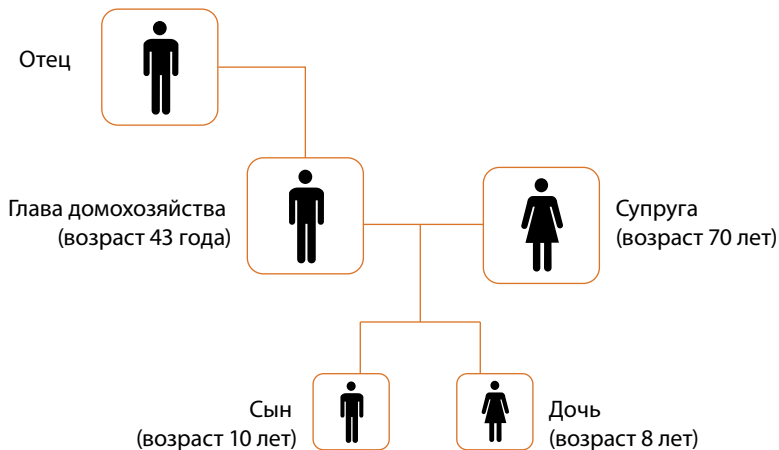 Отец
Глава домохозяйства
(возраст 43 года)
Супруга
(возраст 70 лет)
Сын
(возраст 10 лет)
Дочь
(возраст 8 лет)